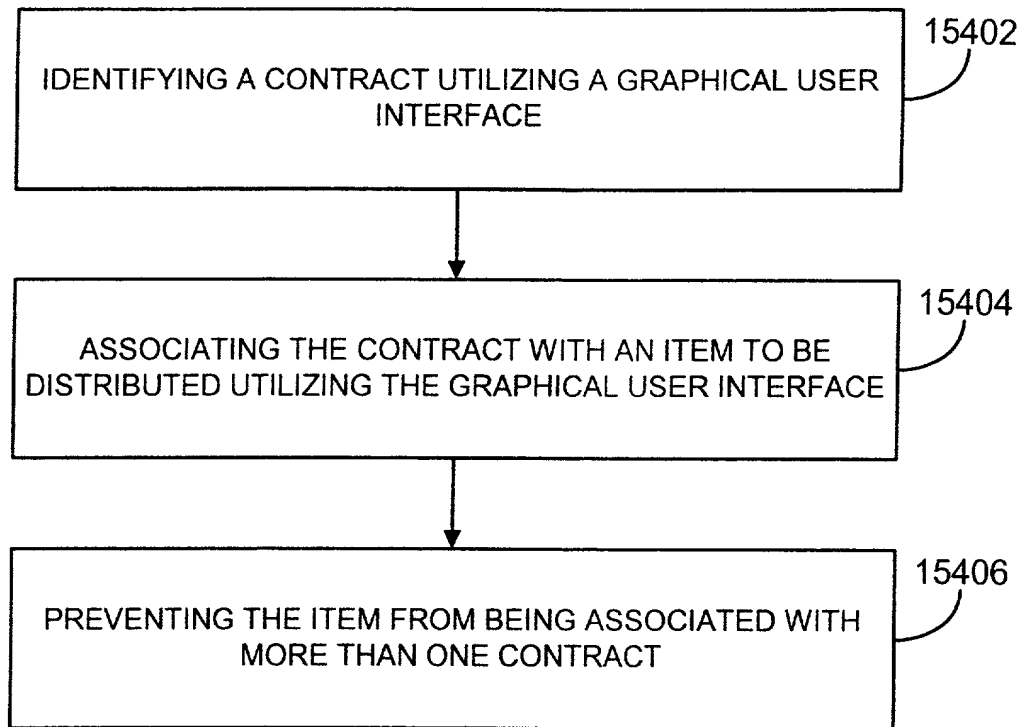 15402
IDENTIFYING A CONTRACT UTILIZING A GRAPHICAL USER
INTERFACE
15404
ASSOCIATING THE CONTRACT WITH AN ITEM TO BE
DISTRIBUTED UTILIZING THE GRAPHICAL USER INTERFACE
15406
PREVENTING THE ITEM FROM BEING ASSOCIATED WITH
MORE THAN ONE CONTRACT